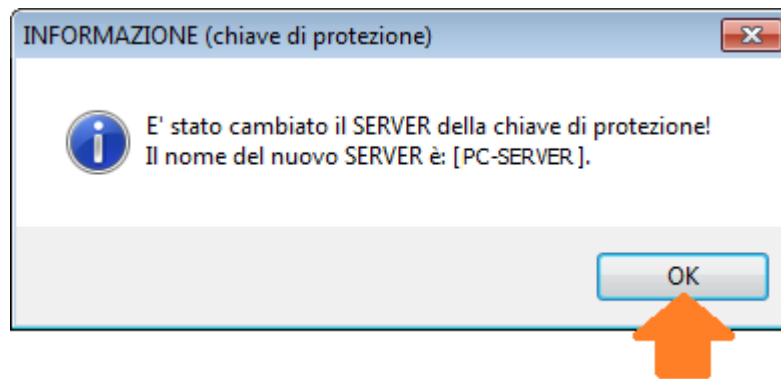 INFORMAZIONE (chiave di protezione)
E' stato cambiato il SERVER della chiave di protezione!
Il nome del nuovo SERVER è: [PC-SERVER].
OK